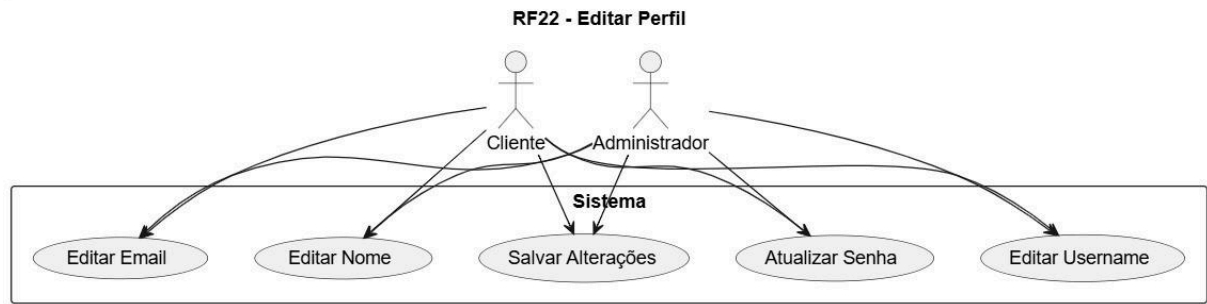 RF22 - Editar Perfil
Cliente
Administrador
Sistema
Editar Email
Editar Nome
Salvar Alterações
Atualizar Senha
Editar Username